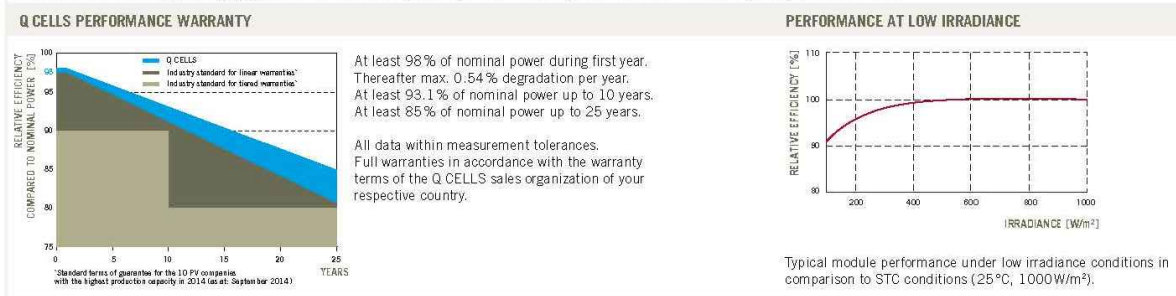 Q CELLS PERFORMANCE WARRANTY
RELATIVE EFFICIENCY
COMPARED TO NOMINAL POWER [%]
100
98
95
90
85
80
75
0
5
10
15
20
25
YEARS
Q CELLS
Industry standard for linear warranties*
Industry standard for tiered warranties*
*Standard terms of guarantee for the 10 PV companies
with the highest production capacity in 2014 (as at: September 2014)
At least 98% of nominal power during first year.
Thereafter max. 0.54% degradation per year.
At least 93.1% of nominal power up to 10 years.
At least 85% of nominal power up to 25 years.
All data within measurement tolerances.
Full warranties in accordance with the warranty
terms of the Q CELLS sales organization of your
respective country.
PERFORMANCE AT LOW IRRADIANCE
RELATIVE EFFICIENCY [%]
110
100
90
80
200
400
600
800
1000
IRRADIANCE [W/m²]
Typical module performance under low irradiance conditions in
comparison to STC conditions (25°C, 1000W/m²).